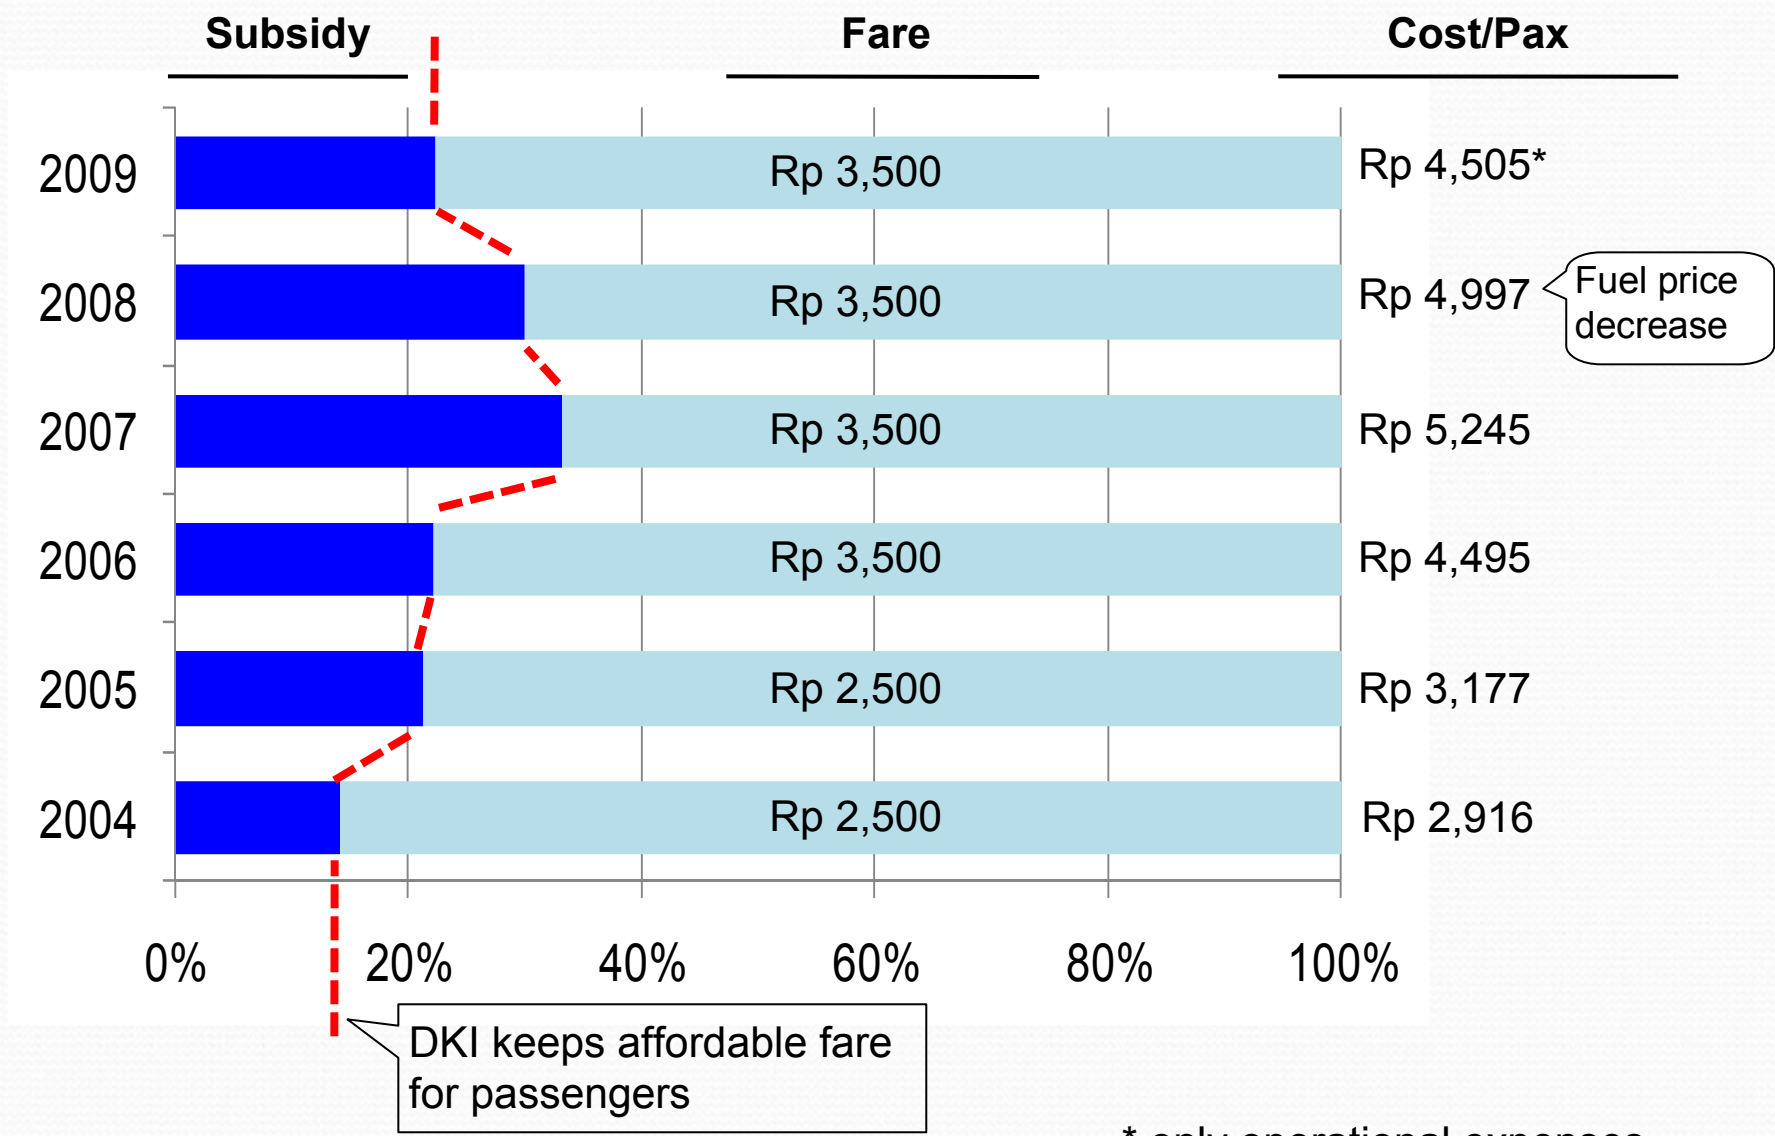 Subsidy Fare Cost/Pax
2009 Rp 3,500 Rp 4,505*
2008 Rp 3,500 Rp 4,997
Fuel price
decrease
2007 Rp 3,500 Rp 5,245
2006 Rp 3,500 Rp 4,495
2005 Rp 2,500 Rp 3,177
2004 Rp 2,500 Rp 2,916
0% 20% 40% 60% 80% 100%
DKI keeps affordable fare
for passengers
* only operational expenses